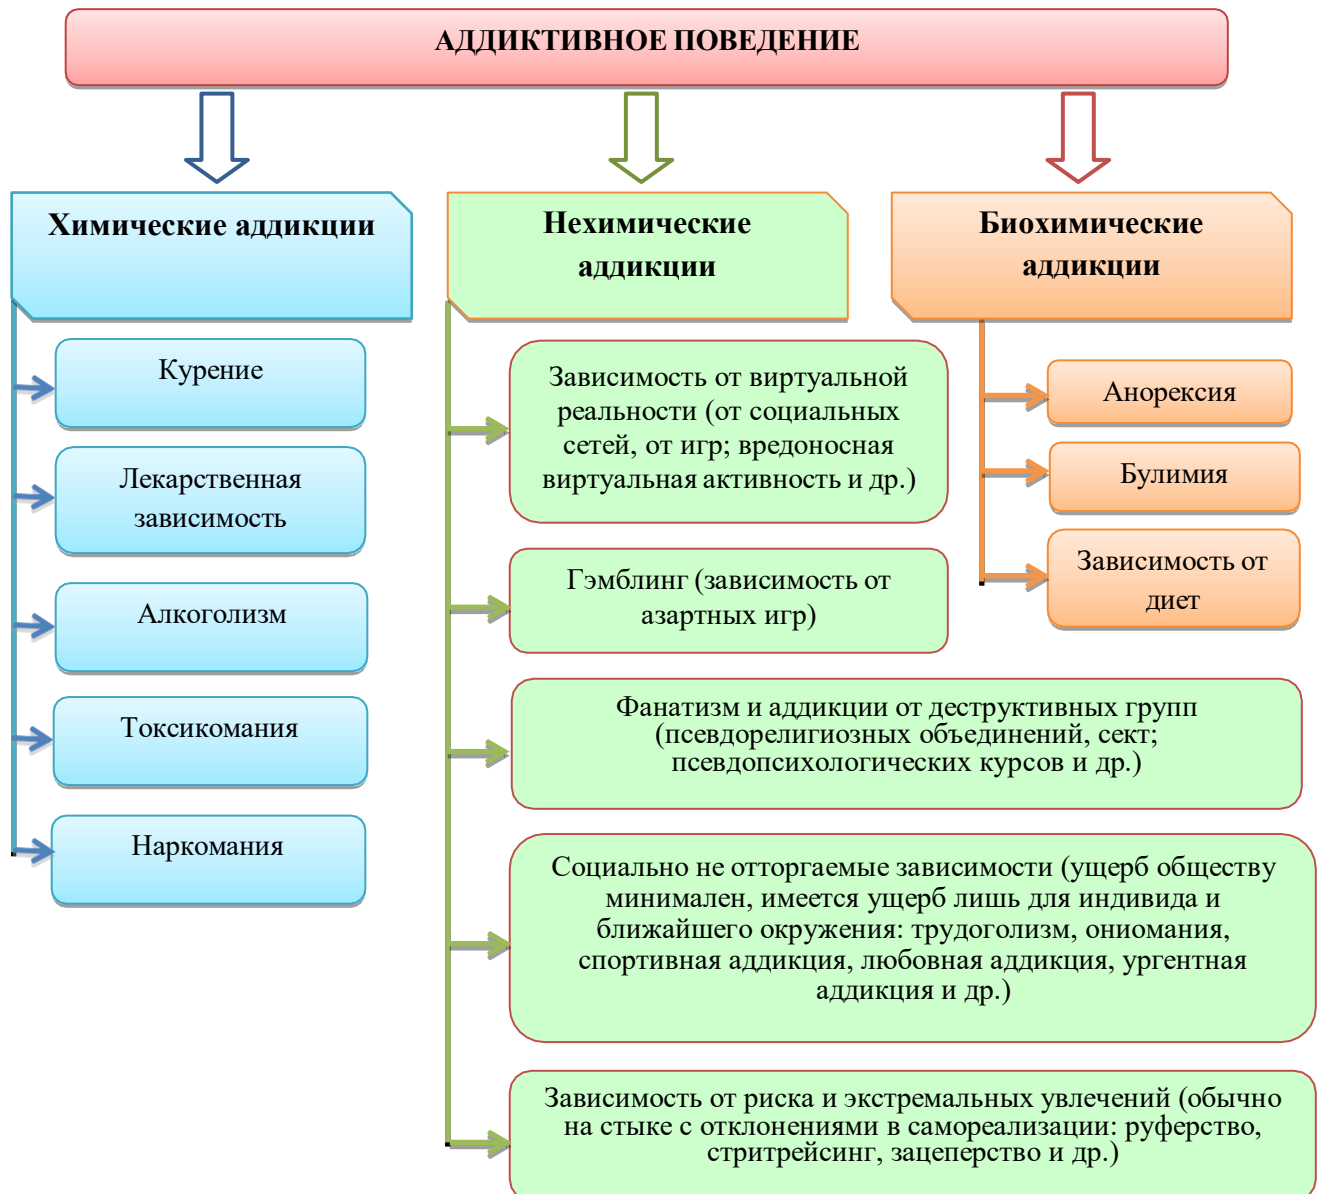 АДДИКТИВНОЕ ПОВЕДЕНИЕ
Химические аддикции
Курение
Лекарственная
зависимость
Алкоголизм
Токсикомания
Наркомания
Нехимические
аддикции
Зависимость от виртуальной
реальности (от социальных
сетей, от игр; вредоносная
виртуальная активность и др.)
Гэмблинг (зависимость от
азартных игр)
Фанатизм и аддикции от деструктивных групп
(псевдорелигиозных объединений, сект;
псевдопсихологических курсов и др.)
Социально не отторгаемые зависимости (ущерб обществу
минимален, имеется ущерб лишь для индивида и
ближайшего окружения: трудоголизм, ониомания,
спортивная аддикция, любовная аддикция, ургентная
аддикция и др.)
Зависимость от риска и экстремальных увлечений (обычно
на стыке с отклонениями в самореализации: руферство,
стритрейсинг, зацеперство и др.)
Биохимические
аддикции
Анорексия
Булимия
Зависимость от
диет